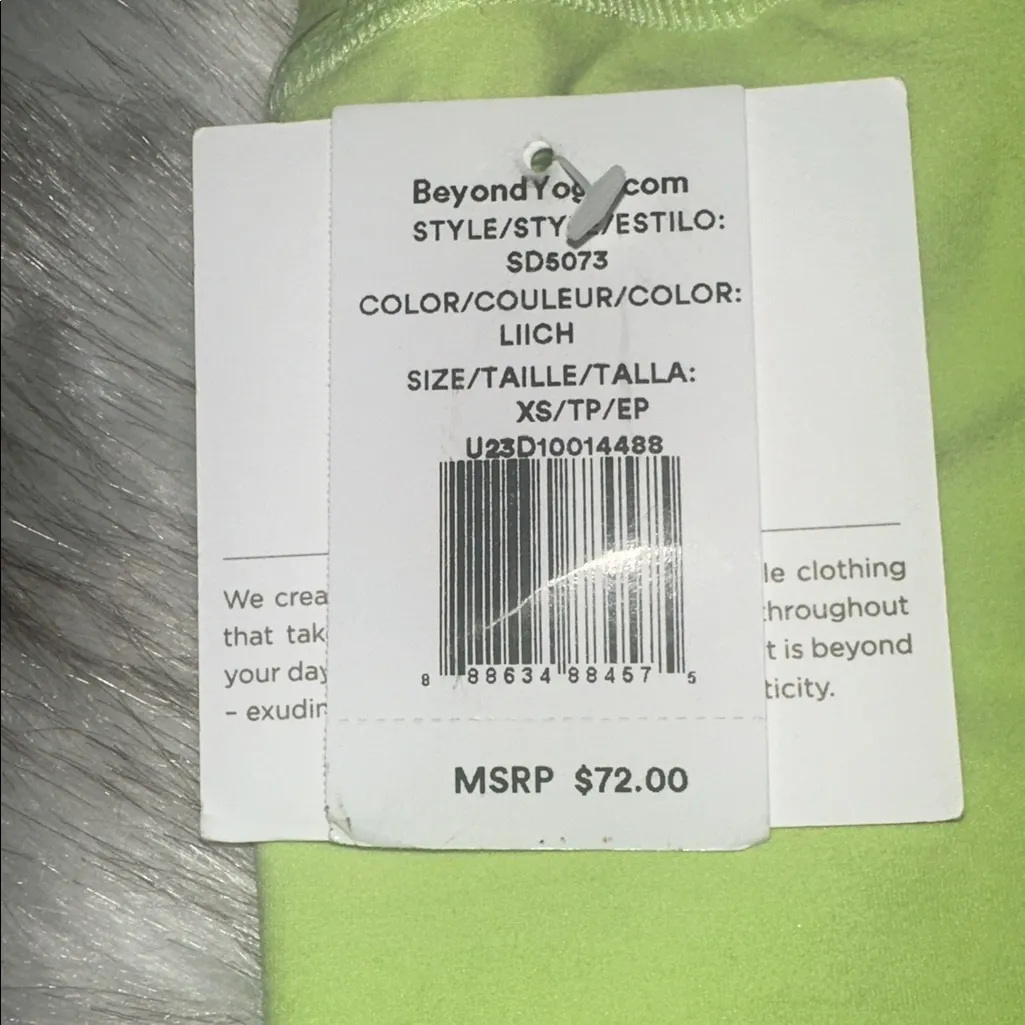 BeyondYog com
STYLE/STY /ESTILO:
SD5073
COLOR/COULEUR/COLOR:
LIICH
SIZE/TAILLE/TALLA:
XS/TP/EP
U23D10014488
8 88634 88457 5
MSRP $72.00
We crea
that tak
your day
– exudin
le clothing
throughout
t is beyond
ticity.